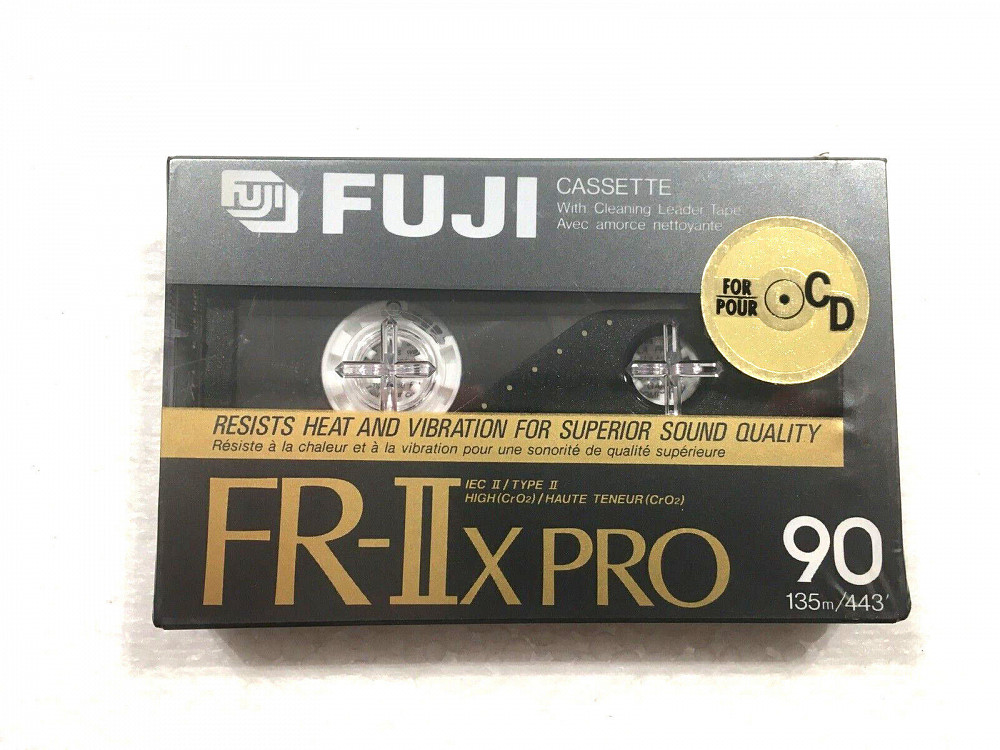 FUJI
FUJI
CASSETTE
With Cleaning Leader Tape
Avec amorce nettoyante
FOR
POUR
CD
RESISTS HEAT AND VIBRATION FOR SUPERIOR SOUND QUALITY
Résiste à la chaleur et à la vibration pour une sonorité de qualité supérieure
IEC II/TYPE II
HIGH(CrO2)/HAUTE TENEUR(CrO2)
FR-IIx PRO
90
135m/443'